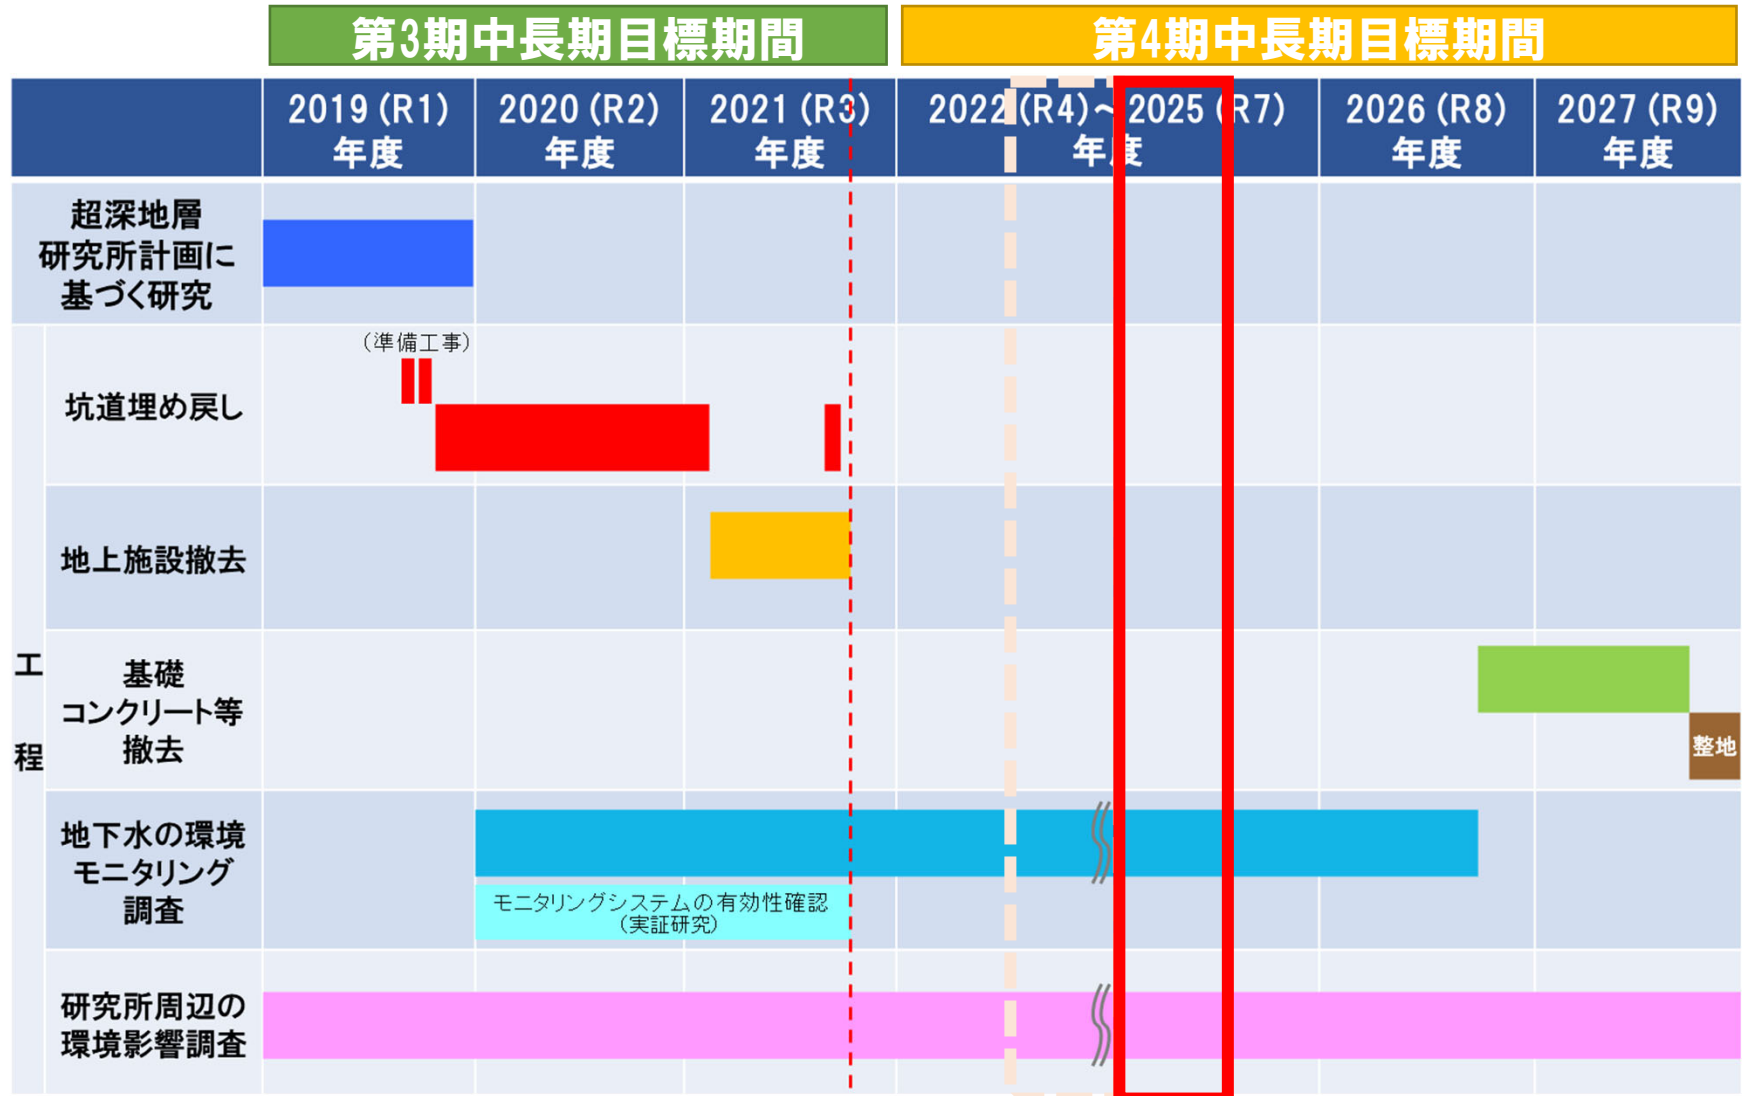 第3期中長期目標期間
第4期中長期目標期間
2019(R1)
年度
2020(R2)
年度
2021(R3)
年度
2022(R4)～2025(R7)
年度
2026(R8)
年度
2027(R9)
年度
超深地層
研究所計画に
基づく研究
工
程
坑道埋め戻し
（準備工事）
地上施設撤去
基礎
コンクリート等
撤去
整地
地下水の環境
モニタリング
調査
モニタリングシステムの有効性確認
（実証研究）
研究所周辺の
環境影響調査